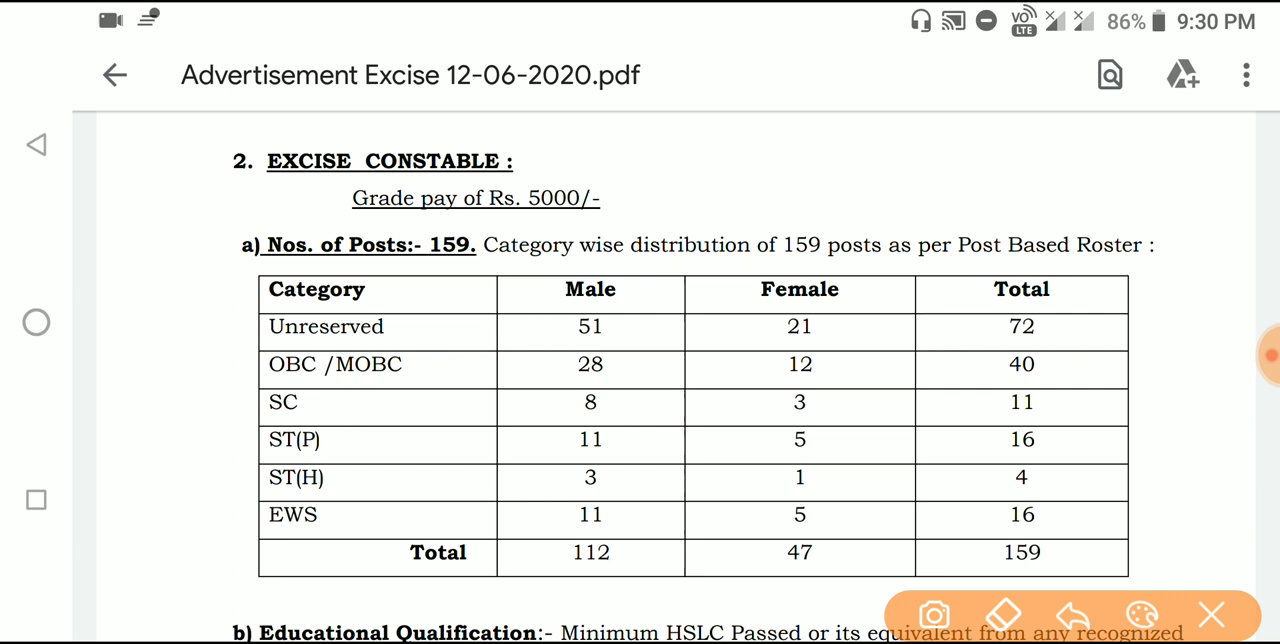 VO LTE 86% 9:30 PM
Advertisement Excise 12-06-2020.pdf
2. EXCISE CONSTABLE :
Grade pay of Rs. 5000/-
a) Nos. of Posts:- 159. Category wise distribution of 159 posts as per Post Based Roster :
Category Male Female Total
Unreserved 51 21 72
OBC /MOBC 28 12 40
SC 8 3 11
ST(P) 11 5 16
ST(H) 3 1 4
EWS 11 5 16
Total 112 47 159
b) Educational Qualification:- Minimum HSLC Passed or its equivalent from any recognized